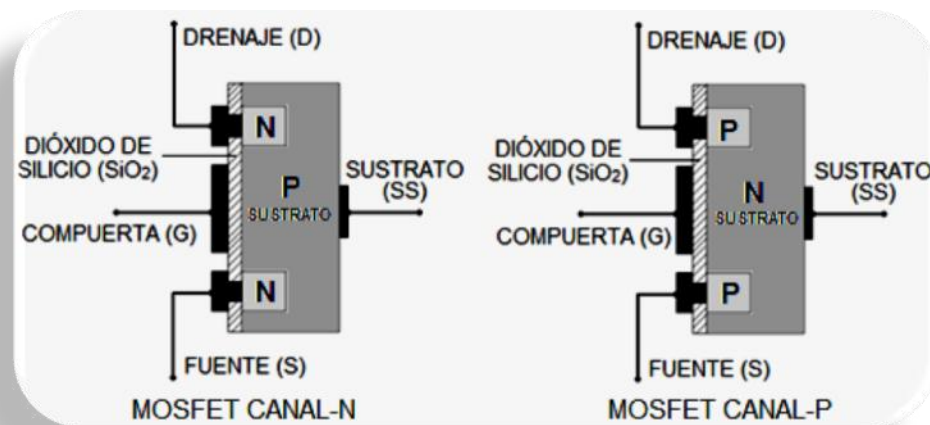 DRENAJE (D)
N
DIÓXIDO DE
SILICIO (SiO₂)
P
SUSTRATO
SUSTRATO
(SS)
COMPUERTA (G)
N
FUENTE (S)
MOSFET CANAL-N
DRENAJE (D)
P
DIÓXIDO DE
SILICIO (SiO₂)
N
SUSTRATO
SUSTRATO
(SS)
COMPUERTA (G)
P
FUENTE (S)
MOSFET CANAL-P